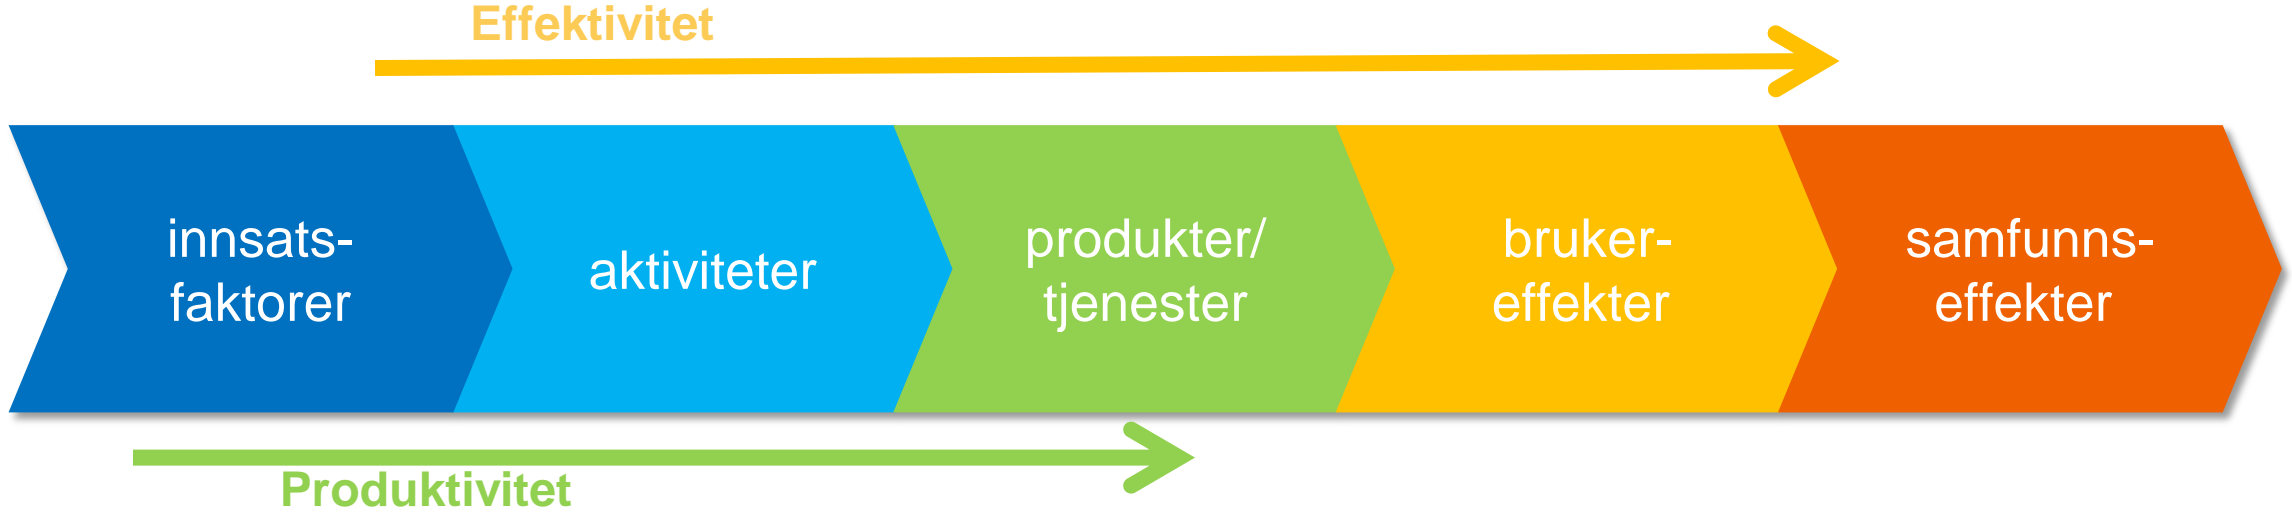 Effektivitet
innsats-
faktorer
aktiviteter
produkter/
tjenester
bruker-
effekter
samfunns-
effekter
Produktivitet